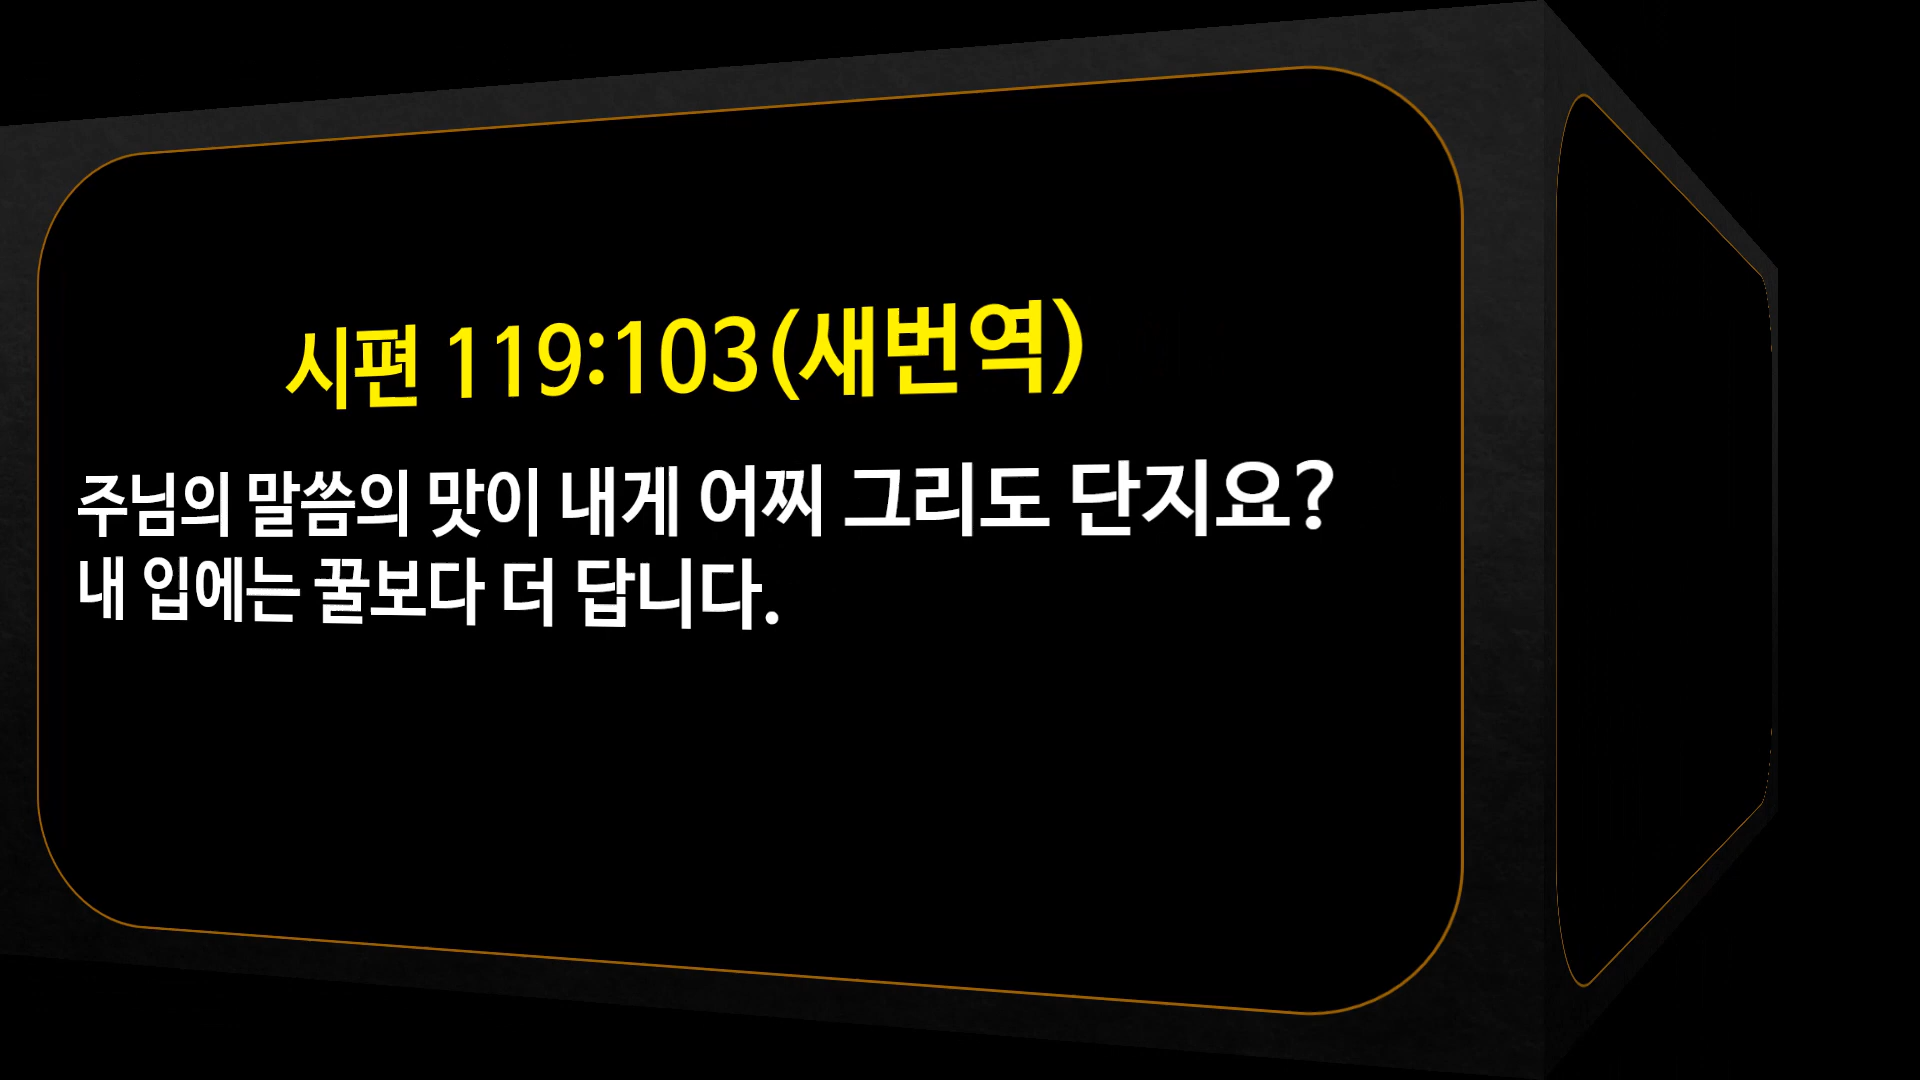 시편 119:103(새번역)
주님의 말씀의 맛이 내게 어찌 그리도 단지요?
내 입에는 꿀보다 더 답니다.